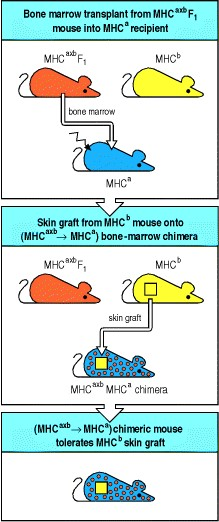 Bone marrow transplant from MHCᵃˣᵇF₁
mouse into MHCᵃ recipient
MHCᵃˣᵇF₁ MHCᵇ
bone marrow
MHCᵃ
Skin graft from MHCᵇ mouse onto
(MHCᵃˣᵇ→ MHCᵃ) bone-marrow chimera
MHCᵃˣᵇ MHCᵇ
F₁
skin graft
MHCᵃˣᵇ MHCᵃ chimera
(MHCᵃˣᵇ→ MHCᵃ) chimeric mouse
tolerates MHCᵇ skin graft